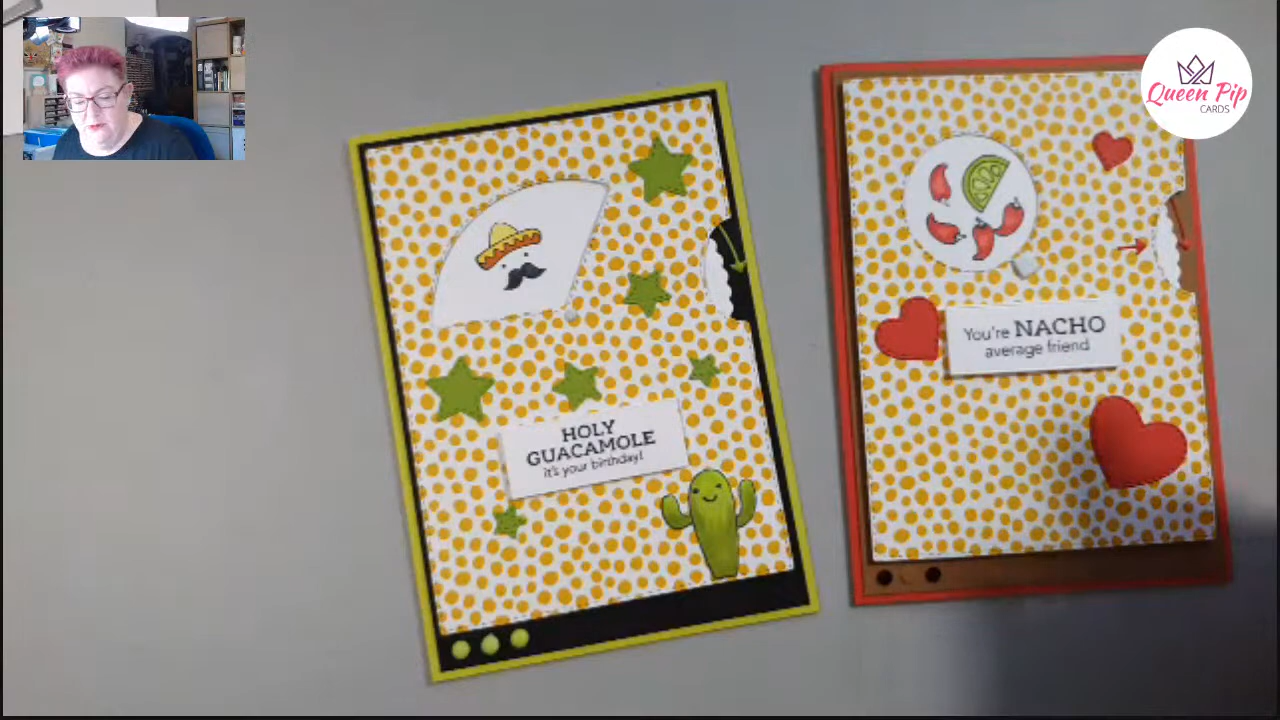 Queen Pip
CARDS
HOLY
GUACAMOLE
it's your birthday!
You're NACHO
average friend